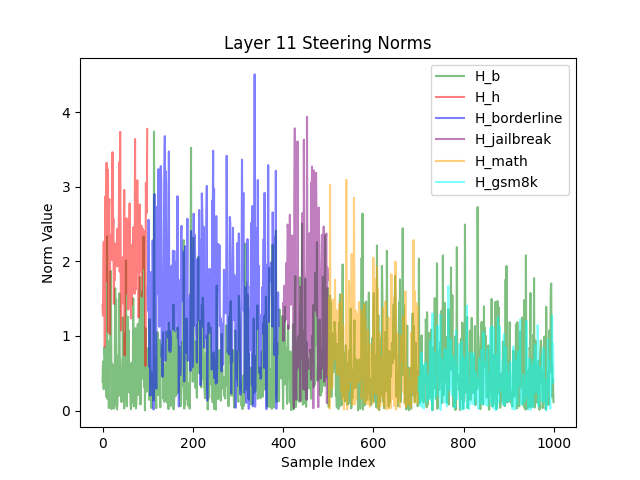 Layer 11 Steering Norms
Norm Value
4
3
2
1
0
0
200
400
600
800
1000
Sample Index
H_b
H_h
H_borderline
H_jailbreak
H_math
H_gsm8k